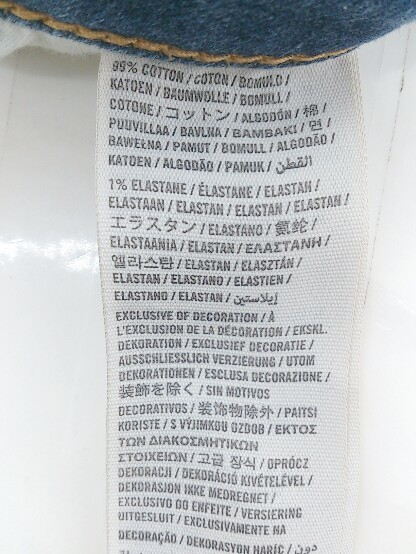 99% COTTON / COTON / BOMULD /
KATOEN / BAUMWOLLE / BOMULL /
COTONE / コットン / ALGODÓN / 棉 /
PUUVILLAA / BAVLNA / ΒΑΜΒΑΚΙ / 면 /
BAWEŁNA / PAMUT / BOMULL / ALGODÃO /
KATOEN / ALGODÃO / PAMUK / القطن
1% ELASTANE / ÉLASTANE / ELASTAN /
ELASTAAN / ELASTAN / ELASTAN / ELASTAN /
エラスタン / ELASTANO / 氨纶 /
ELASTAANIA / ELASTAN / ΕΛΑΣΤΑΝΗ /
엘라스탄 / ELASTAN / ELASZTÁN /
ELASTAN / ELASTANO / ELASTIEN /
ELASTANO / ELASTAN / إيلاستين
EXCLUSIVE OF DECORATION / À
L'EXCLUSION DE LA DÉCORATION / EKSKL.
DEKORATION / EXCLUSIEF DECORATIE /
AUSSCHLIESSLICH VERZIERUNG / UTOM
DEKORATIONEN / ESCLUSA DECORAZIONE /
装飾を除く / SIN MOTIVOS
DECORATIVOS / 装饰物除外 / PAITSI
KORISTE / S VÝJIMKOU OZDOB / ΕΚΤΟΣ
ΤΩΝ ΔΙΑΚΟΣΜΗΤΙΚΩΝ
ΣΤΟΙΧΕΙΩΝ / 고급 장식 / OPRÓCZ
DEKORACJI / DEKORÁCIÓ KIVÉTELÉVEL /
DEKORASJON IKKE MEDREGNET /
EXCLUSIVO DO ENFEITE / VERSIERING
UITGESLUIT / EXCLUSIVAMENTE NA
DECORAÇÃO / DEKORASYON HARİÇ / دون